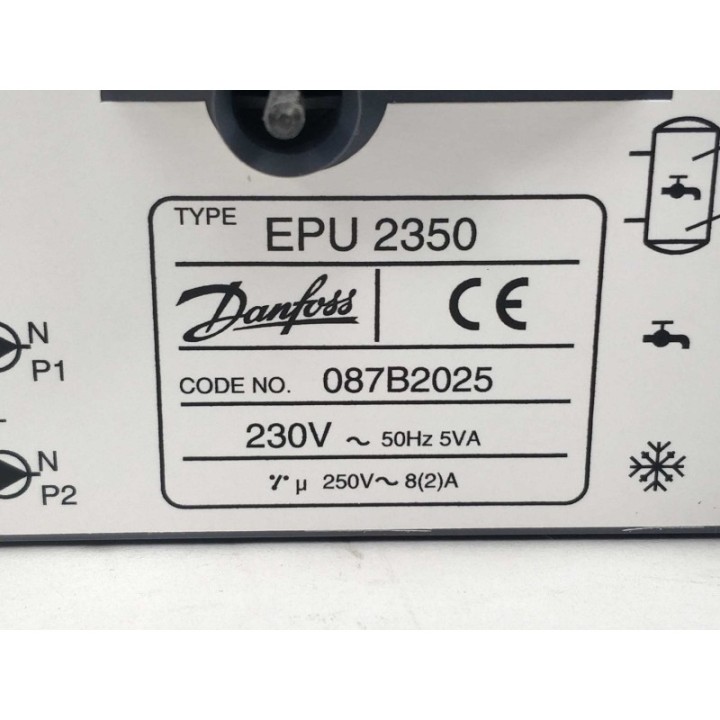 TYPE EPU 2350
Danfoss CE
CODE NO. 087B2025
230V ~ 50Hz 5VA
µ 250V~ 8(2)A
N
P1
N
P2